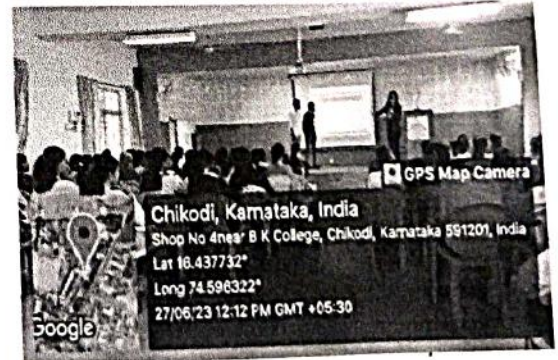 GPS Map Camera
Chikodi, Karnataka, India
Shop No 4near B K College, Chikodi, Karnataka 591201, India
Lat 16.437732°
Long 74.596322°
27/06/23 12:12 PM GMT +05:30
Google